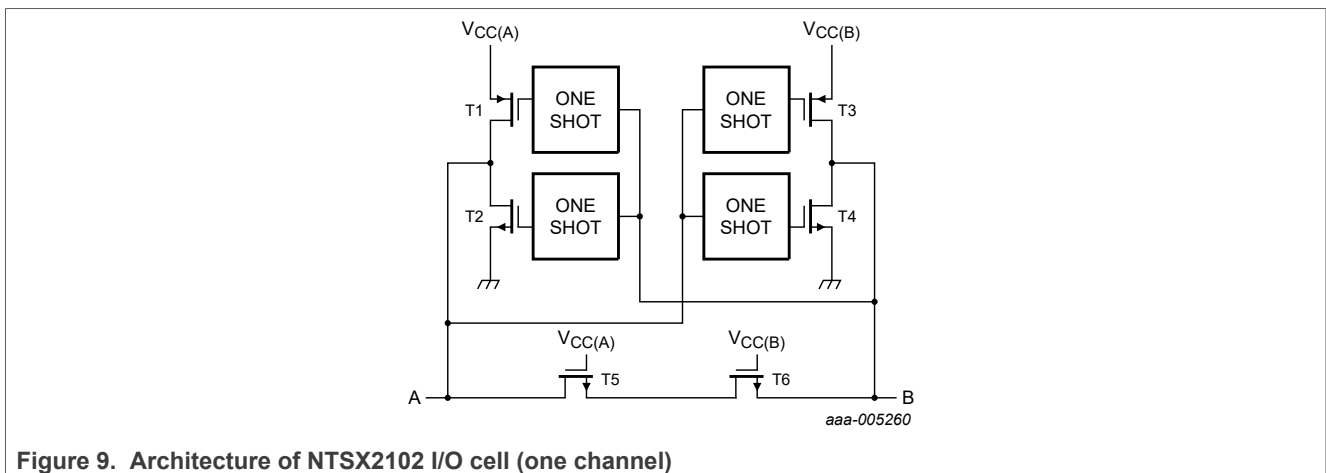 VCC(A)
VCC(B)
T1
ONE
SHOT
ONE
SHOT
T3
T2
ONE
SHOT
ONE
SHOT
T4
VCC(A)
VCC(B)
T5
T6
A
B
aaa-005260
Figure 9. Architecture of NTSX2102 I/O cell (one channel)